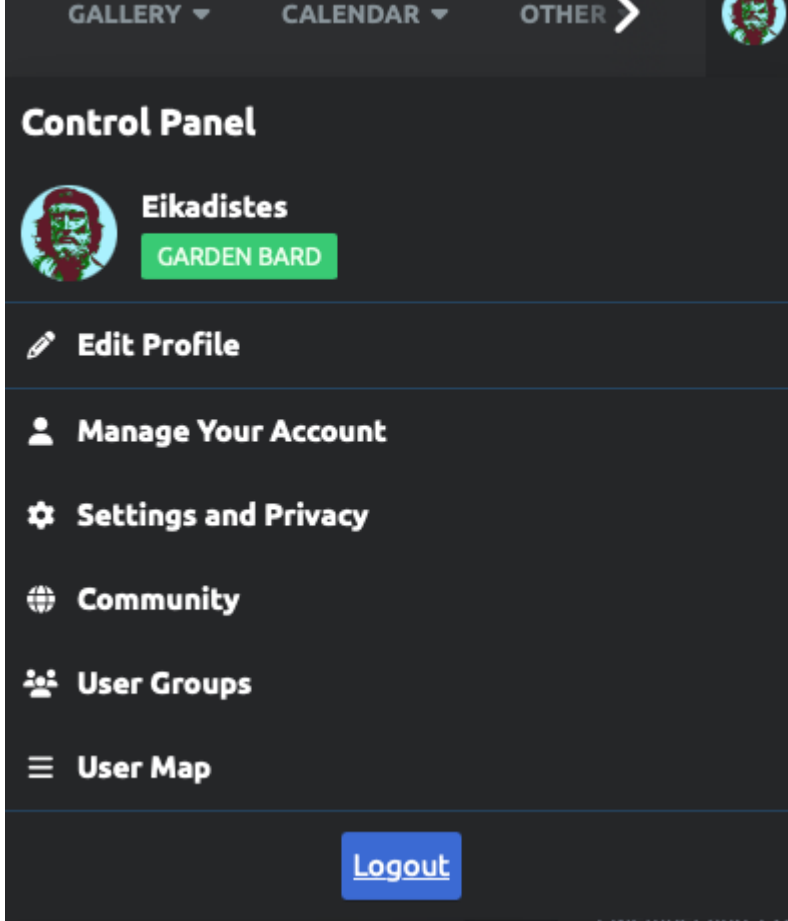 GALLERY CALENDAR OTHER
Control Panel
Eikadistes
GARDEN BARD
Edit Profile
Manage Your Account
Settings and Privacy
Community
User Groups
User Map
Logout